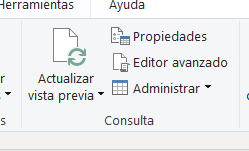 Herramientas
Ayuda
Actualizar
vista previa
Propiedades
Editor avanzado
Administrar
Consulta